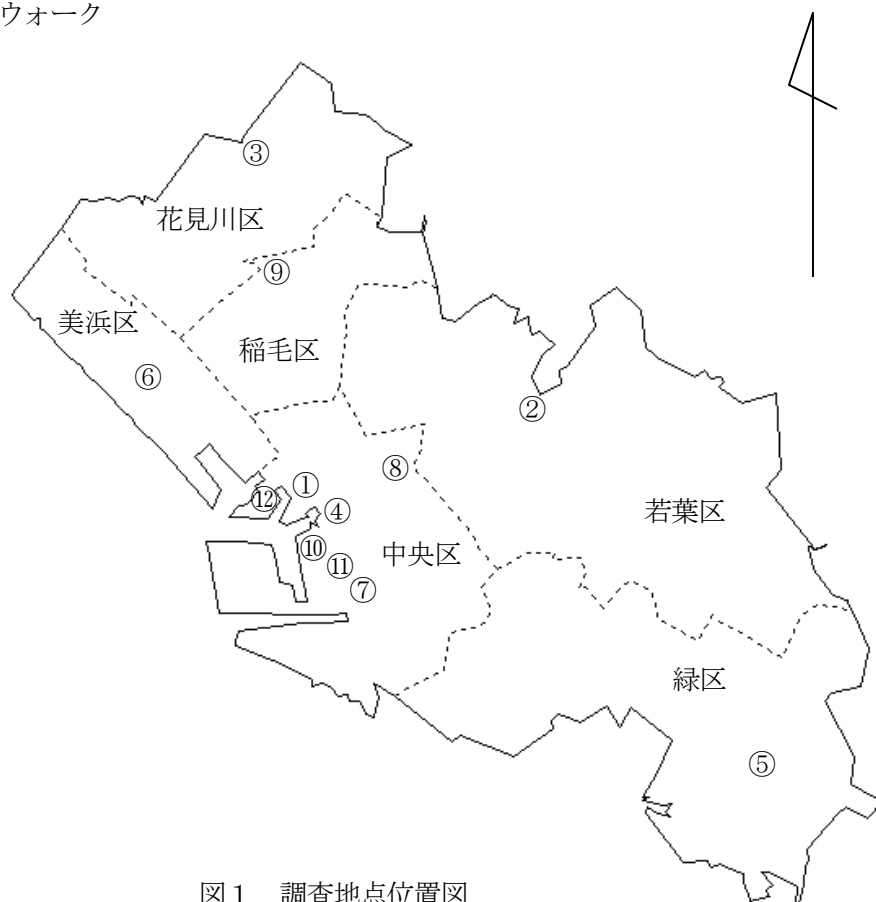 ウォーク
③
花見川区
⑨
美浜区
稲毛区
⑥
②
⑧
①
⑫
④
若葉区
⑩
中央区
⑪
⑦
緑区
⑤
図1 調査地点位置図